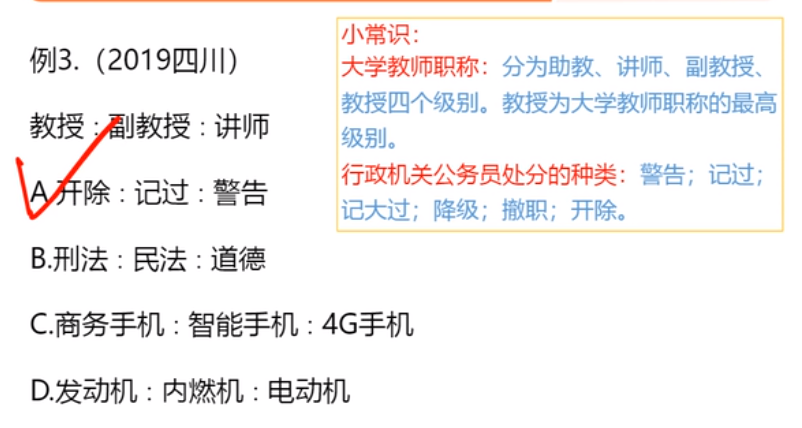 例3.（2019四川）
教授 : 副教授 : 讲师
A.开除 : 记过 : 警告
B.刑法 : 民法 : 道德
C.商务手机 : 智能手机 : 4G手机
D.发动机 : 内燃机 : 电动机
小常识：
大学教师职称：分为助教、讲师、副教授、
教授四个级别。教授为大学教师职称的最高
级别。
行政机关公务员处分的种类：警告；记过；
记大过；降级；撤职；开除。